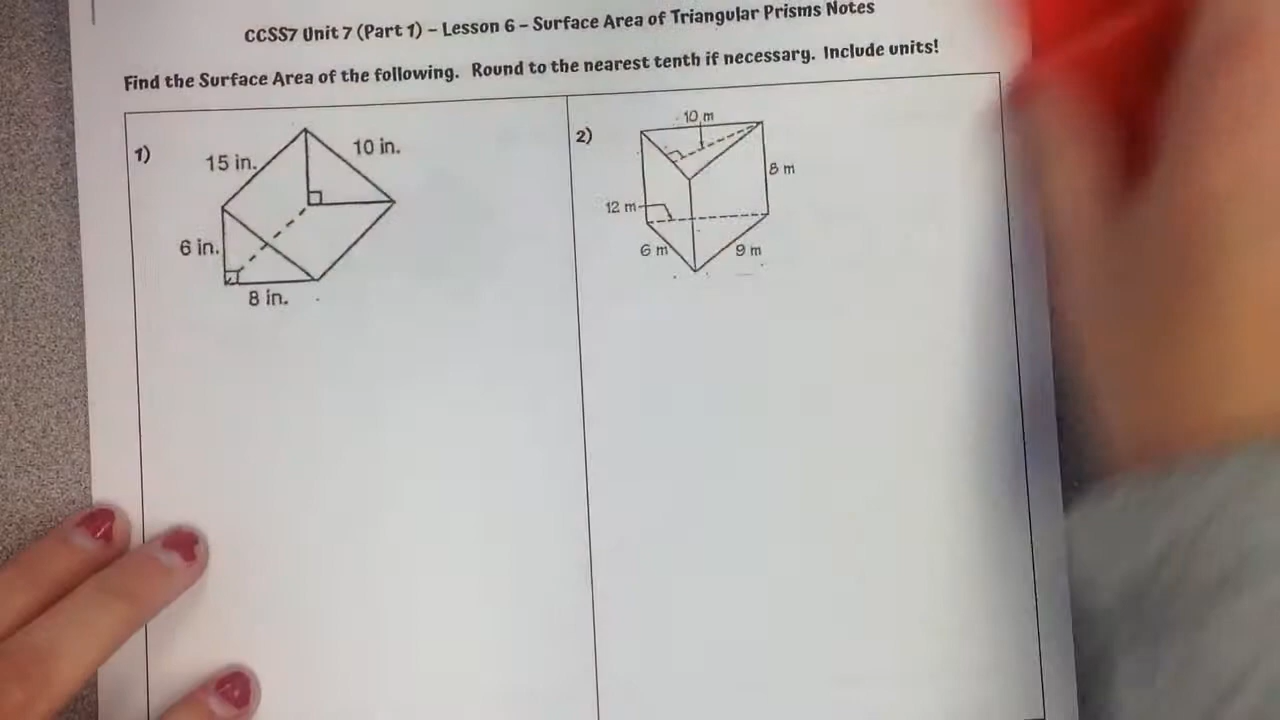 CCSS7 Unit 7 (Part 1) – Lesson 6 – Surface Area of Triangular Prisms Notes
Find the Surface Area of the following. Round to the nearest tenth if necessary. Include units!
1)
15 in.
10 in.
6 in.
8 in.
2)
10 m
8 m
12 m
6 m
9 m